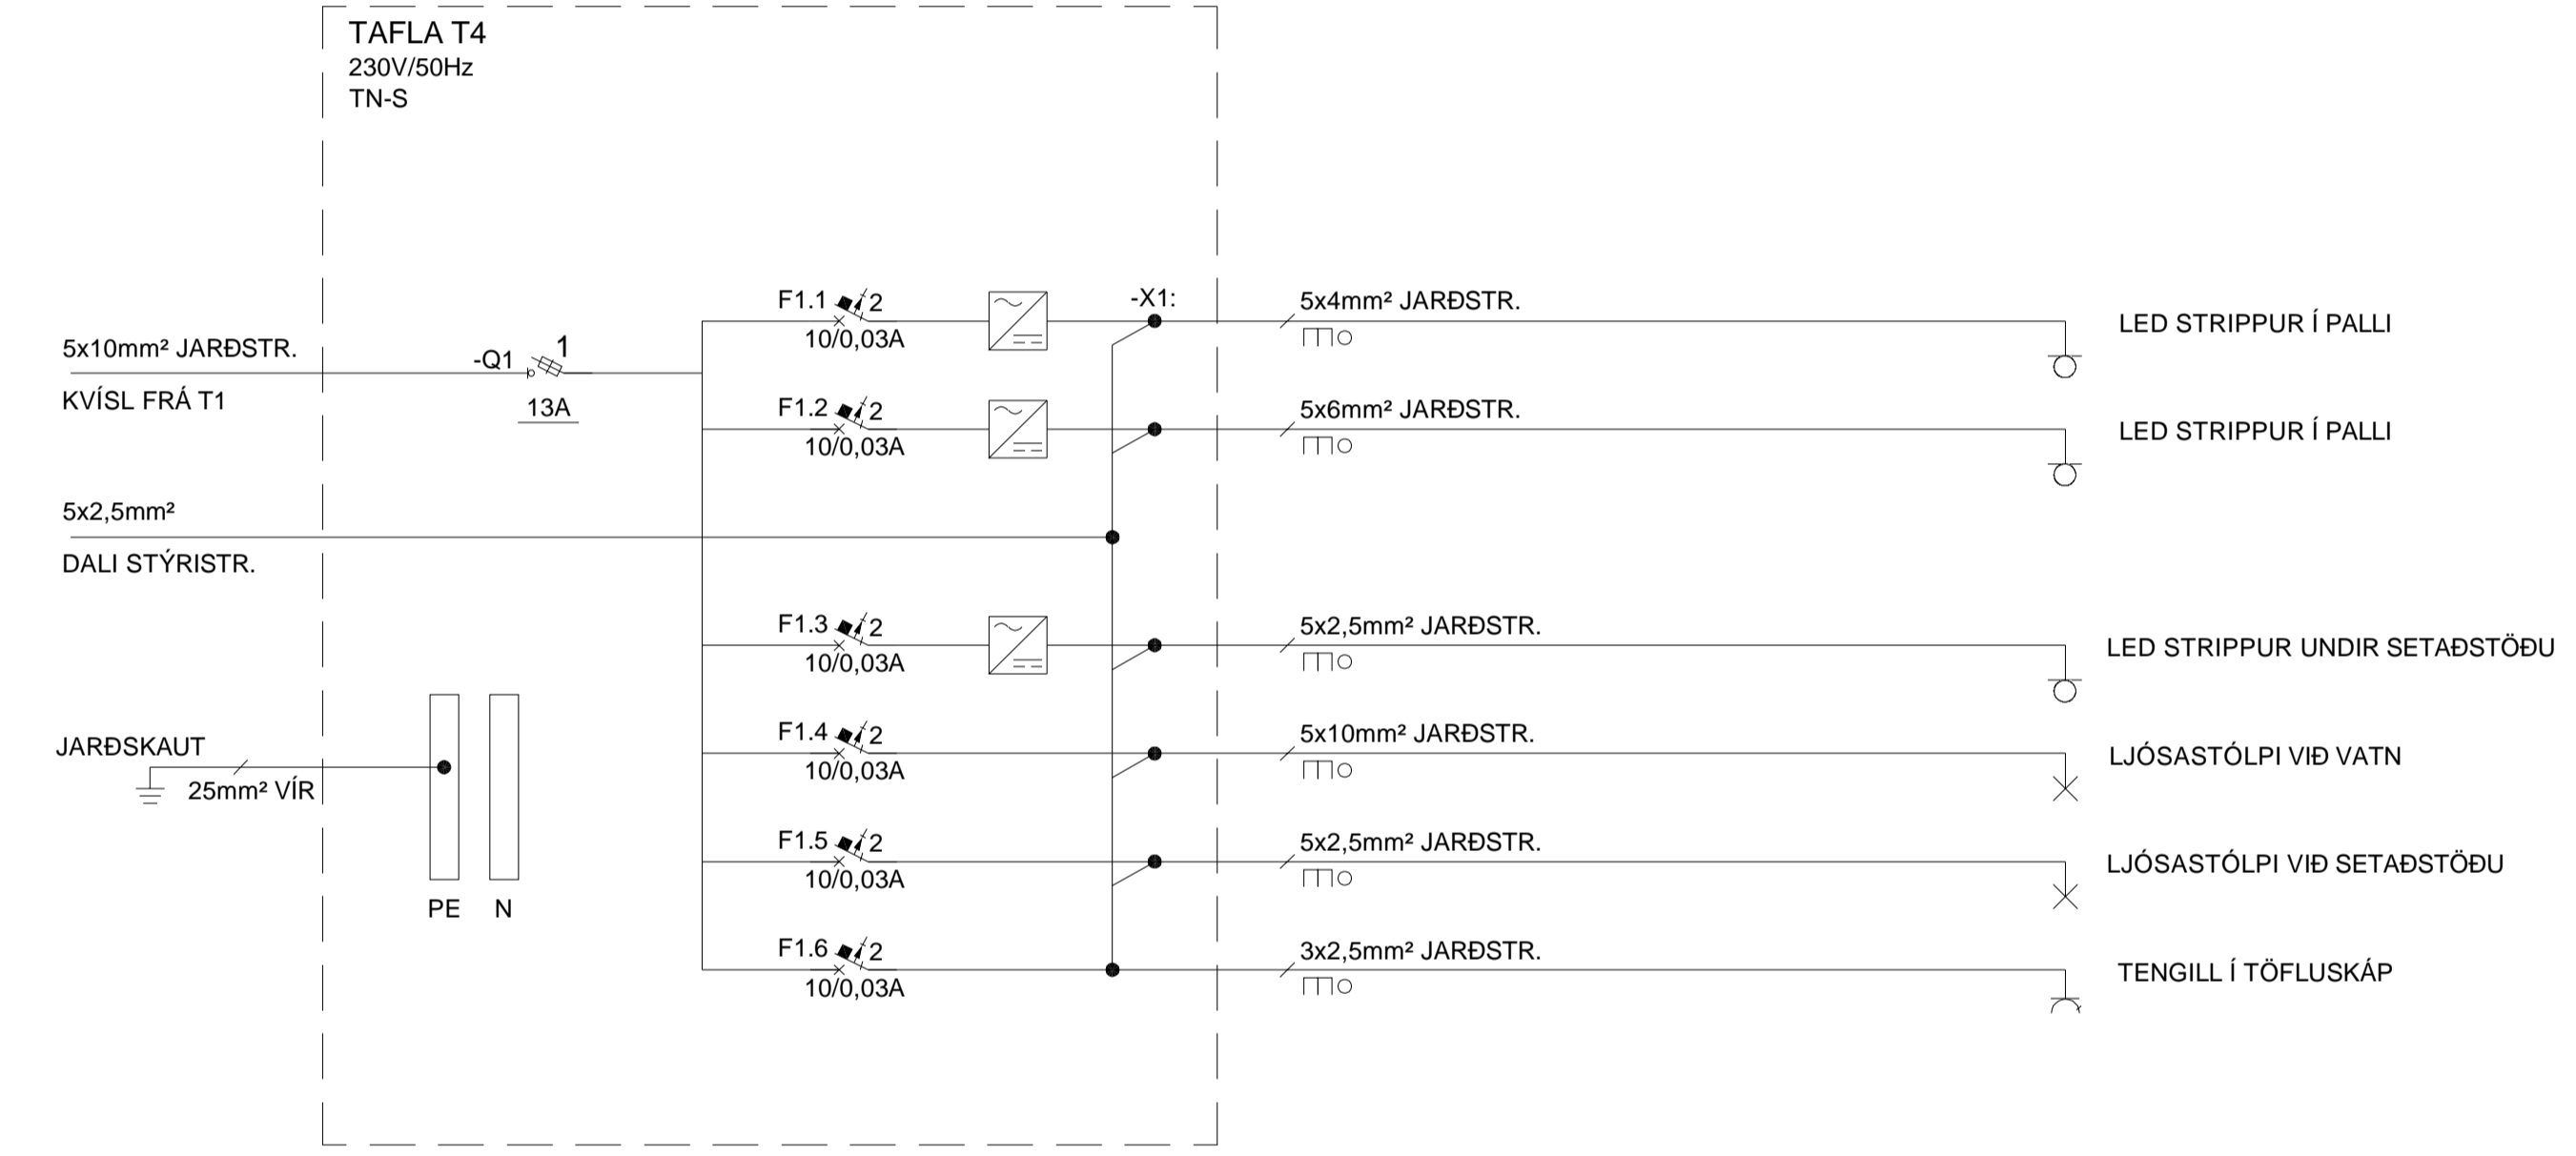 TAFLA T4
230V/50Hz
TN-S
5x10mm² JARÐSTR.
KVÍSL FRÁ T1
-Q1
1
13A
5x2,5mm²
DALI STÝRISTR.
JARÐSKAUT
25mm² VÍR
PE
N
-X1:
F1.1
2
10/0,03A
5x4mm² JARÐSTR.
LED STRIPPUR Í PALLI
F1.2
2
10/0,03A
5x6mm² JARÐSTR.
LED STRIPPUR Í PALLI
F1.3
2
10/0,03A
5x2,5mm² JARÐSTR.
LED STRIPPUR UNDIR SETAÐSTÖÐU
F1.4
2
10/0,03A
5x10mm² JARÐSTR.
LJÓSASTÓLPI VIÐ VATN
F1.5
2
10/0,03A
5x2,5mm² JARÐSTR.
LJÓSASTÓLPI VIÐ SETAÐSTÖÐU
F1.6
2
10/0,03A
3x2,5mm² JARÐSTR.
TENGILL Í TÖFLUSKÁP